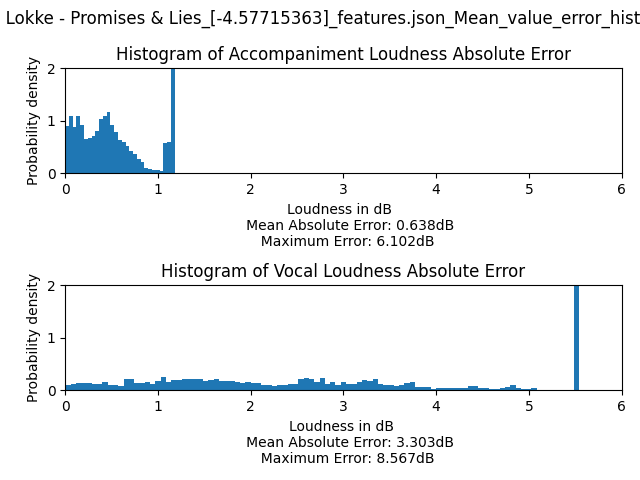 Lokke - Promises & Lies_[-4.57715363]_features.json_Mean_value_error_hist
Histogram of Accompaniment Loudness Absolute Error
Probability density
2
1
0
0 1 2 3 4 5 6
Loudness in dB
Mean Absolute Error: 0.638dB
Maximum Error: 6.102dB
Histogram of Vocal Loudness Absolute Error
Probability density
2
1
0
0 1 2 3 4 5 6
Loudness in dB
Mean Absolute Error: 3.303dB
Maximum Error: 8.567dB